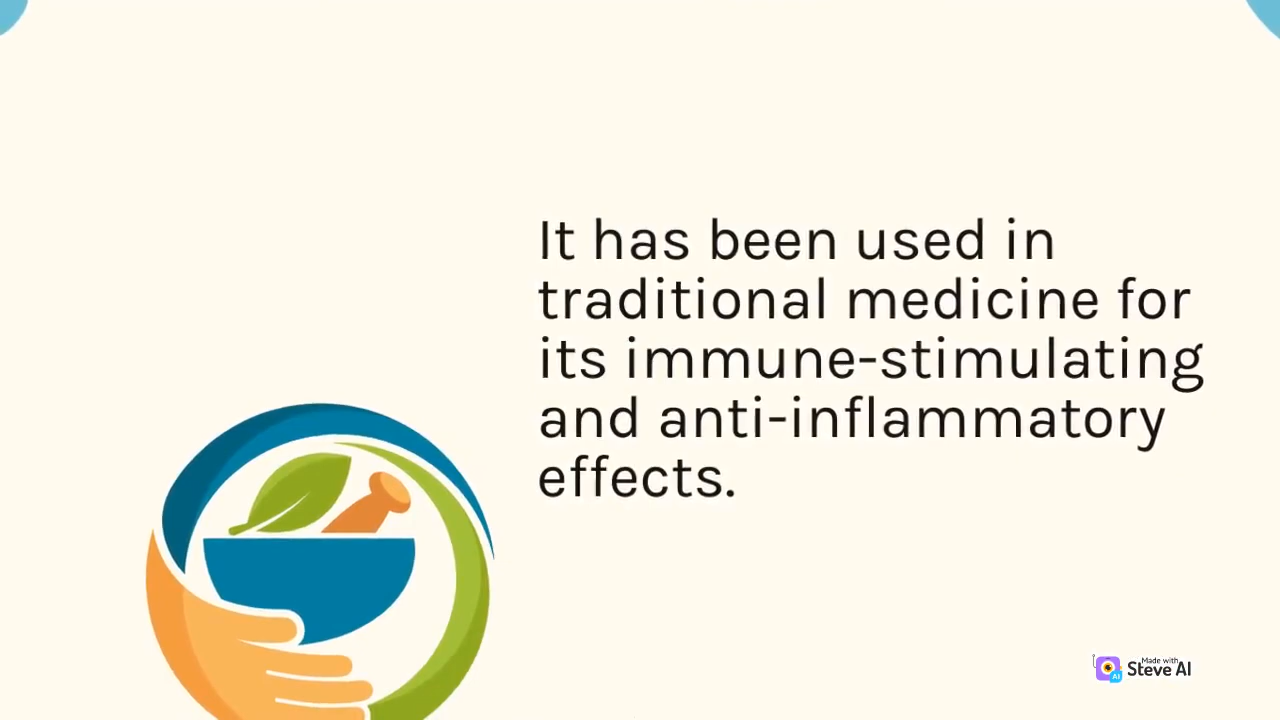 It has been used in
traditional medicine for
its immune-stimulating
and anti-inflammatory
effects.
Made with
Steve AI
AI